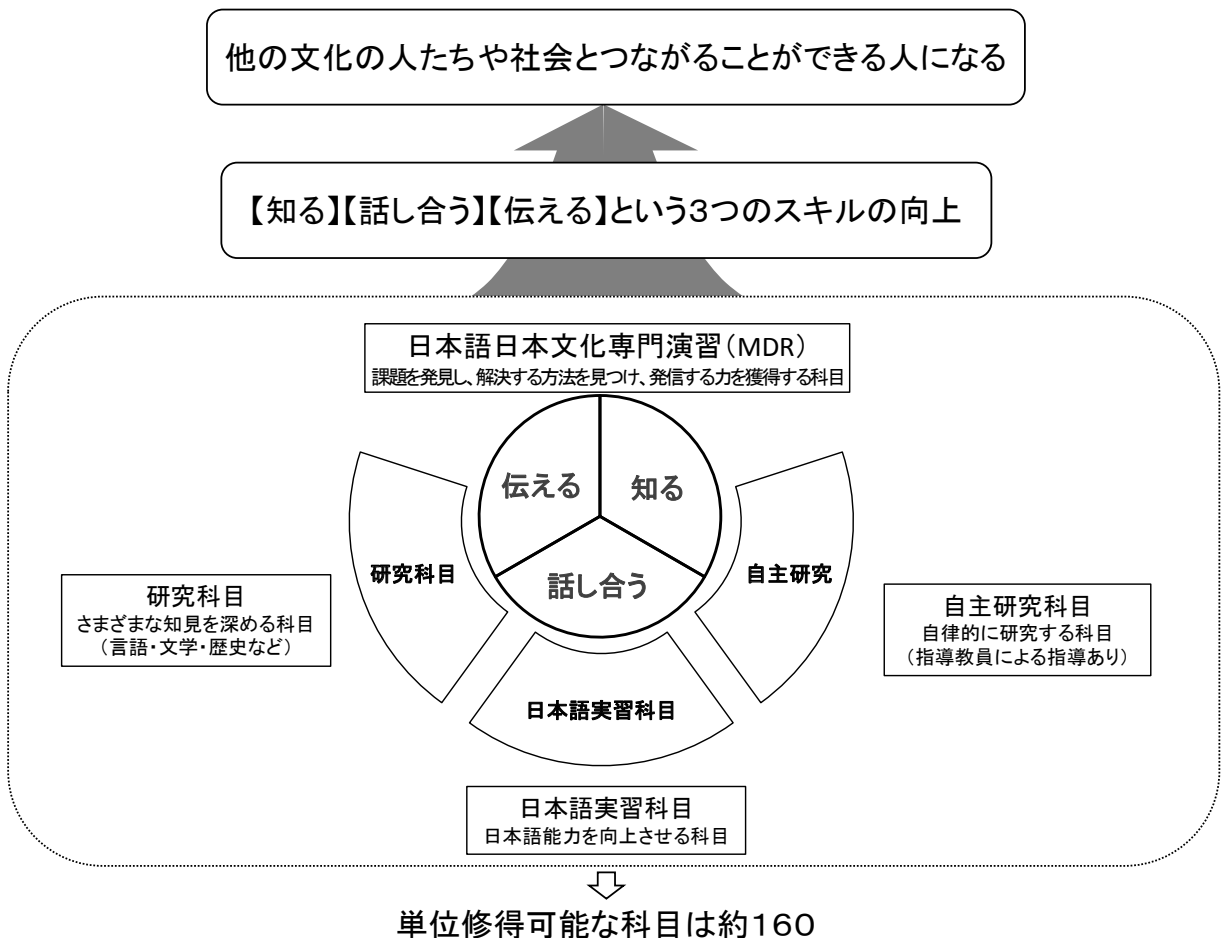 他の文化の人たちや社会とつながることができる人になる
【知る】【話し合う】【伝える】という3つのスキルの向上
日本語日本文化専門演習（MDR）
課題を発見し、解決する方法を見つけ、発信する力を獲得する科目
伝える
知る
話し合う
研究科目
自主研究
日本語実習科目
研究科目
さまざまな知見を深める科目
（言語・文学・歴史など）
自主研究科目
自律的に研究する科目
（指導教員による指導あり）
日本語実習科目
日本語能力を向上させる科目
単位修得可能な科目は約１６０